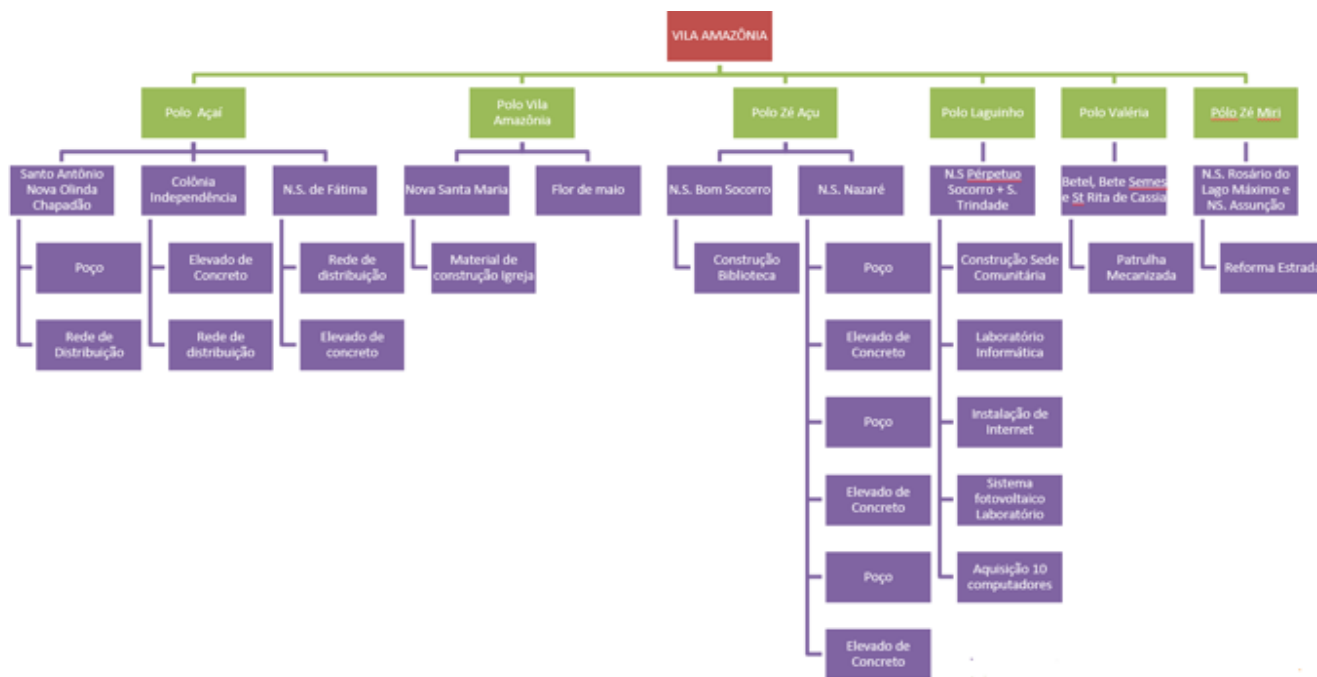 VILA AMAZÔNIA
Polo Açaí
Polo Vila
Amazônia
Polo Zé Açu
Polo Laguinho
Polo Valéria
Pólo Zé Miri
Santo Antônio
Nova Olinda
Chapadão
Colônia
Independência
N.S. de Fátima
Nova Santa Maria
Flor de maio
N.S. Bom Socorro
N.S. Nazaré
N.S Pérpetuo
Socorro + S.
Trindade
Betel, Bete Semes
e St Rita de Cassia
N.S. Rosário do
Lago Máximo e
NS. Assunção
Poço
Elevado de
Concreto
Rede de
distribuição
Material de
construção Igreja
Construção
Biblioteca
Poço
Construção Sede
Comunitária
Patrulha
Mecanizada
Reforma Estrada
Rede de
Distribuição
Rede de
distribuição
Elevado de
concreto
Elevado de
Concreto
Laboratório
Informática
Poço
Instalação de
Internet
Elevado de
Concreto
Sistema
fotovoltaico
Laboratório
Poço
Aquisição 10
computadores
Elevado de
Concreto